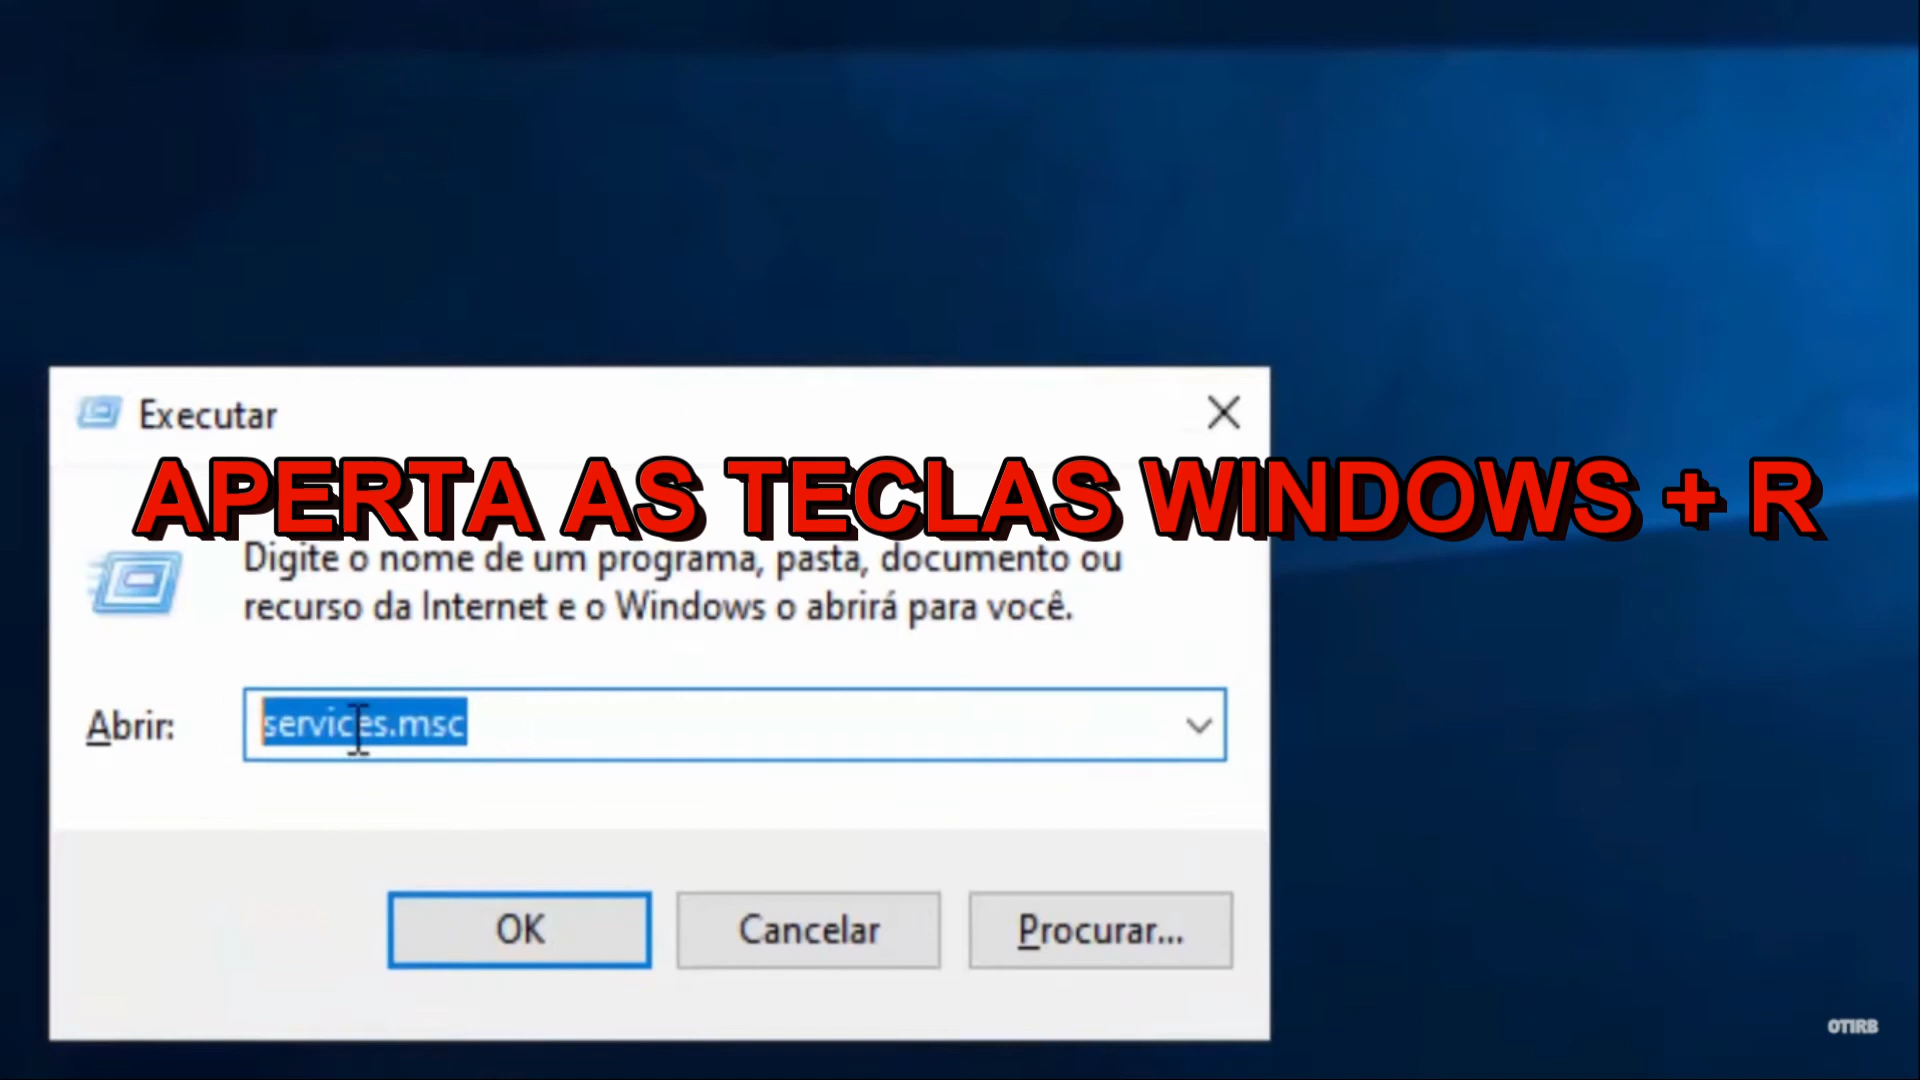 Executar
APERTA AS TECLAS WINDOWS + R
Digite o nome de um programa, pasta, documento ou
recurso da Internet e o Windows o abrirá para você.
Abrir: services.msc
OK Cancelar Procurar...
OTIRB